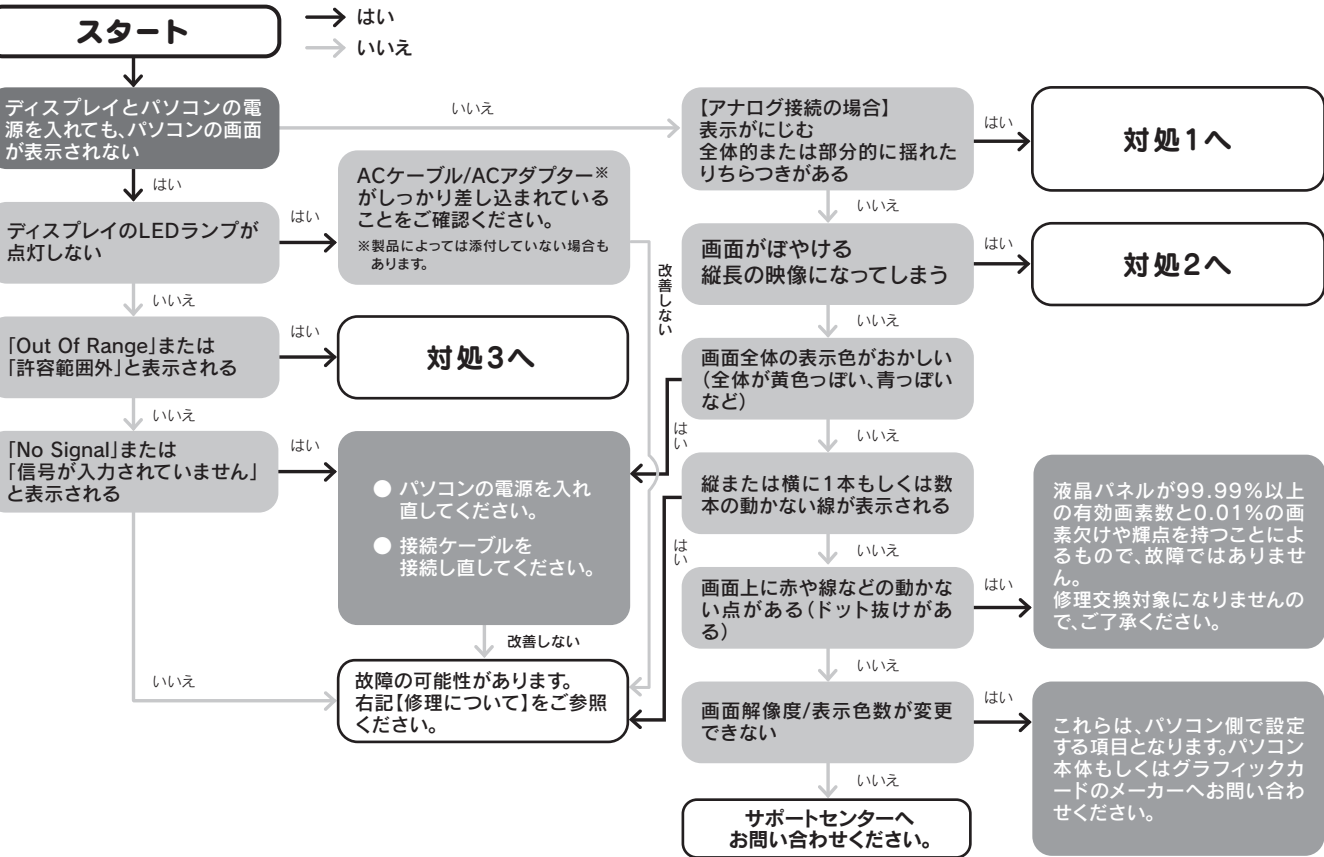 スタート
はい
いいえ
ディスプレイとパソコンの電
源を入れても、パソコンの画面
が表示されない
はい
いいえ
ディスプレイのLEDランプが
点灯しない
はい
ACケーブル/ACアダプター※
がしっかり差し込まれている
ことをご確認ください。
※製品によっては添付していない場合も
あります。
改善しない
いいえ
「Out Of Range」または
「許容範囲外」と表示される
はい
対処3へ
いいえ
「No Signal」または
「信号が入力されていません」
と表示される
はい
● パソコンの電源を入れ
直してください。
● 接続ケーブルを
接続し直してください。
改善しない
いいえ
故障の可能性があります。
右記【修理について】をご参照
ください。
【アナログ接続の場合】
表示がにじむ
全体的または部分的に揺れた
りちらつきがある
はい
対処1へ
いいえ
画面がぼやける
縦長の映像になってしまう
はい
対処2へ
いいえ
画面全体の表示色がおかしい
(全体が黄色っぽい、青っぽい
など)
はい
いいえ
縦または横に1本もしくは数
本の動かない線が表示される
はい
いいえ
画面上に赤や線などの動かな
い点がある(ドット抜けがあ
る)
はい
液晶パネルが99.99%以上
の有効画素数と0.01%の画
素欠けや輝点を持つことによ
るもので、故障ではありませ
ん。
修理交換対象になりませんの
で、ご了承ください。
いいえ
画面解像度/表示色数が変更
できない
はい
これらは、パソコン側で設定
する項目となります。パソコン
本体もしくはグラフィックカ
ードのメーカーへお問い合わ
せください。
いいえ
サポートセンターへ
お問い合わせください。